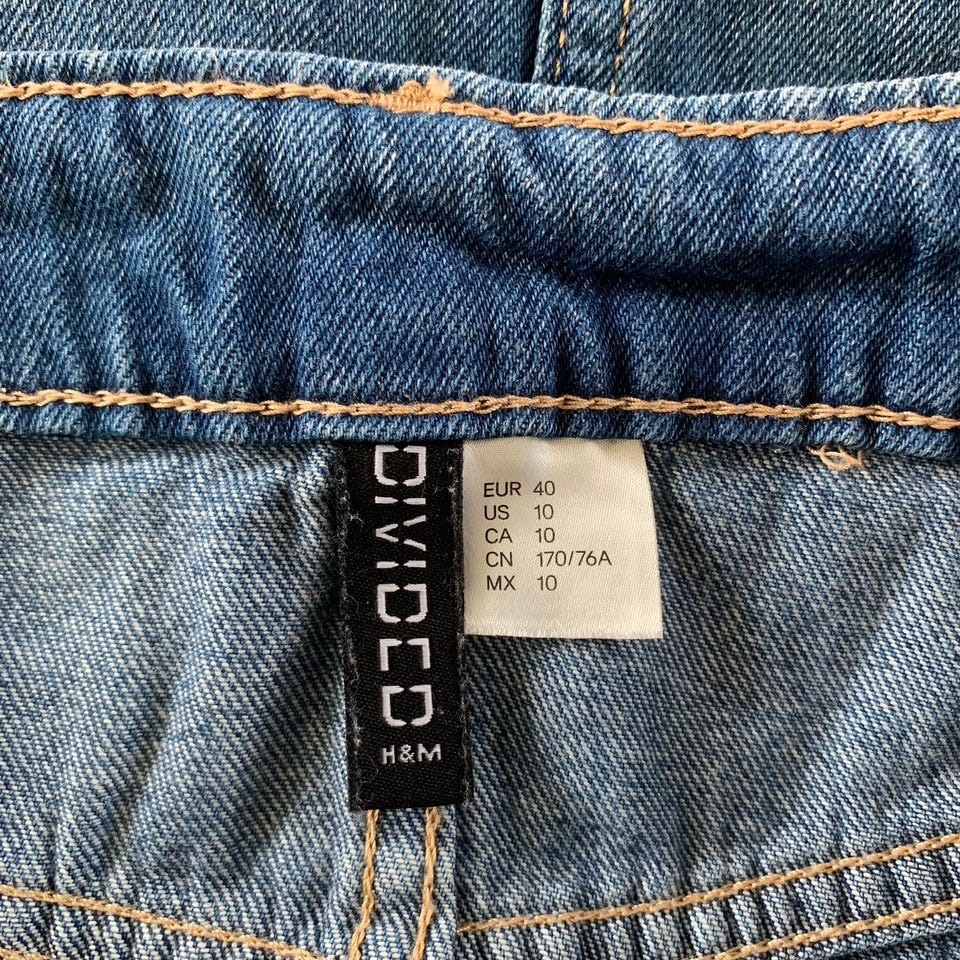 DIVIDED
H&M
EUR 40
US 10
CA 10
CN 170/76A
MX 10